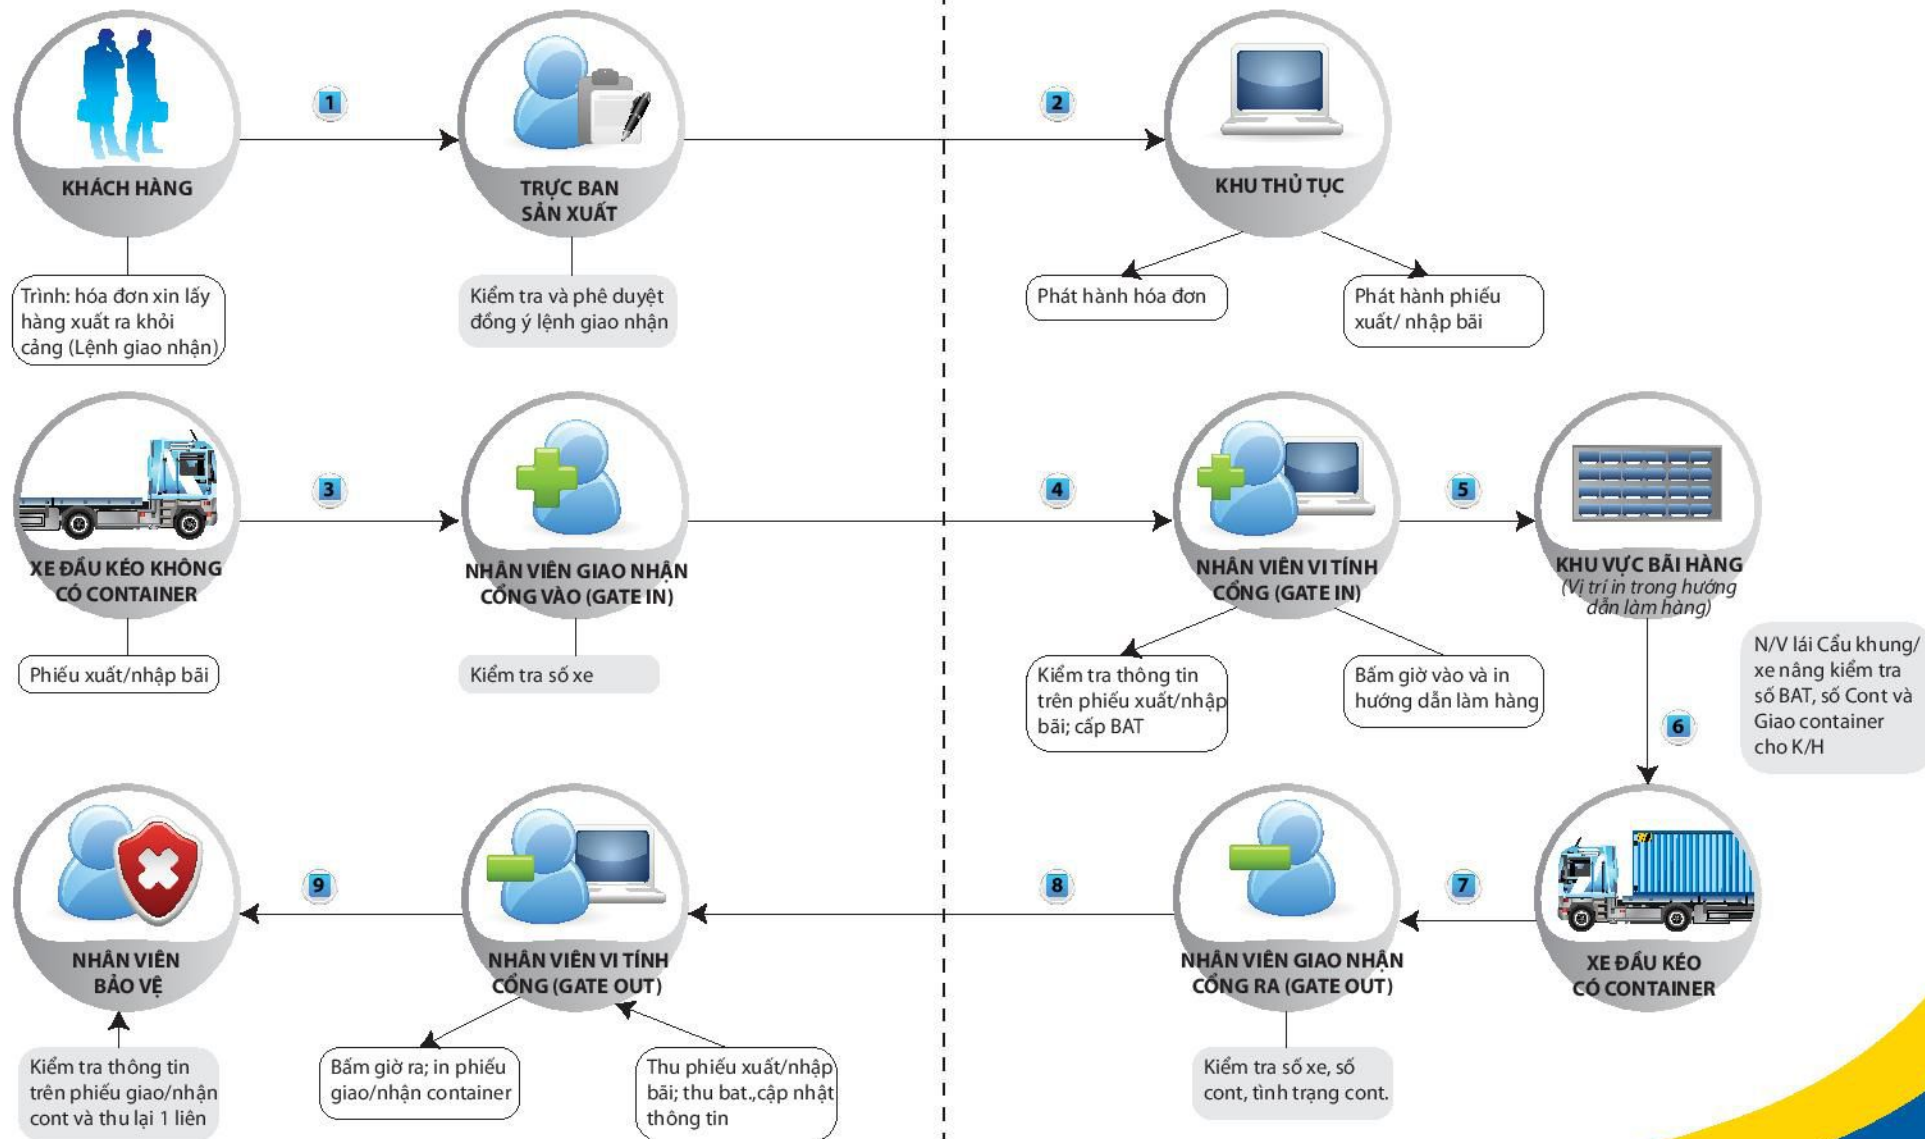 1
2
KHÁCH HÀNG
TRỰC BAN
SẢN XUẤT
KHU THỦ TỤC
Trình: hóa đơn xin lấy
hàng xuất ra khỏi
cảng (Lệnh giao nhận)
Kiểm tra và phê duyệt
đồng ý lệnh giao nhận
Phát hành hóa đơn
Phát hành phiếu
xuất/ nhập bãi
3
4
5
XE ĐẦU KÉO KHÔNG
CÓ CONTAINER
NHÂN VIÊN GIAO NHẬN
CỔNG VÀO (GATE IN)
NHÂN VIÊN VI TÍNH
CỔNG (GATE IN)
KHU VỰC BÃI HÀNG
(Vị trí in trong hướng
dẫn làm hàng)
Phiếu xuất/nhập bãi
Kiểm tra số xe
Kiểm tra thông tin
trên phiếu xuất/nhập
bãi; cấp BAT
Bấm giờ vào và in
hướng dẫn làm hàng
6
N/V lái Cẩu khung/
xe nâng kiểm tra
số BAT, số Cont và
Giao container
cho K/H
XE ĐẦU KÉO
CÓ CONTAINER
7
NHÂN VIÊN GIAO NHẬN
CỔNG RA (GATE OUT)
Kiểm tra số xe, số
cont, tình trạng cont.
8
NHÂN VIÊN VI TÍNH
CỔNG (GATE OUT)
Bấm giờ ra; in phiếu
giao/nhận container
Thu phiếu xuất/nhập
bãi; thu bat.,cập nhật
thông tin
9
NHÂN VIÊN
BẢO VỆ
Kiểm tra thông tin
trên phiếu giao/nhận
cont và thu lại 1 liên